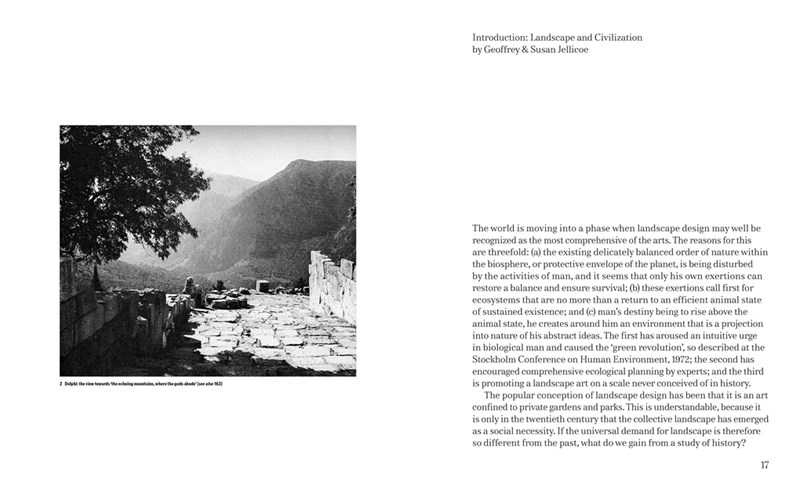 2 Delphi: the view towards 'the echoing mountains, where the gods abode' (see also 163)
Introduction: Landscape and Civilization
by Geoffrey & Susan Jellicoe
The world is moving into a phase when landscape design may well be
recognized as the most comprehensive of the arts. The reasons for this
are threefold: (a) the existing delicately balanced order of nature within
the biosphere, or protective envelope of the planet, is being disturbed
by the activities of man, and it seems that only his own exertions can
restore a balance and ensure survival; (b) these exertions call first for
ecosystems that are no more than a return to an efficient animal state
of sustained existence; and (c) man's destiny being to rise above the
animal state, he creates around him an environment that is a projection
into nature of his abstract ideas. The first has aroused an intuitive urge
in biological man and caused the 'green revolution', so described at the
Stockholm Conference on Human Environment, 1972; the second has
encouraged comprehensive ecological planning by experts; and the third
is promoting a landscape art on a scale never conceived of in history.
The popular conception of landscape design has been that it is an art
confined to private gardens and parks. This is understandable, because it
is only in the twentieth century that the collective landscape has emerged
as a social necessity. If the universal demand for landscape is therefore
so different from the past, what do we gain from a study of history?
17